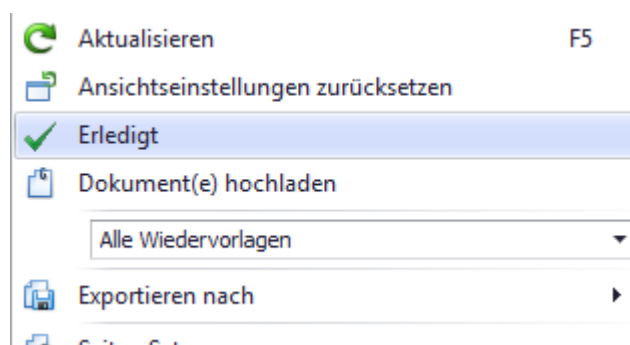 Aktualisieren F5
Ansichtseinstellungen zurücksetzen
Erledigt
Dokument(e) hochladen
Alle Wiedervorlagen
Exportieren nach